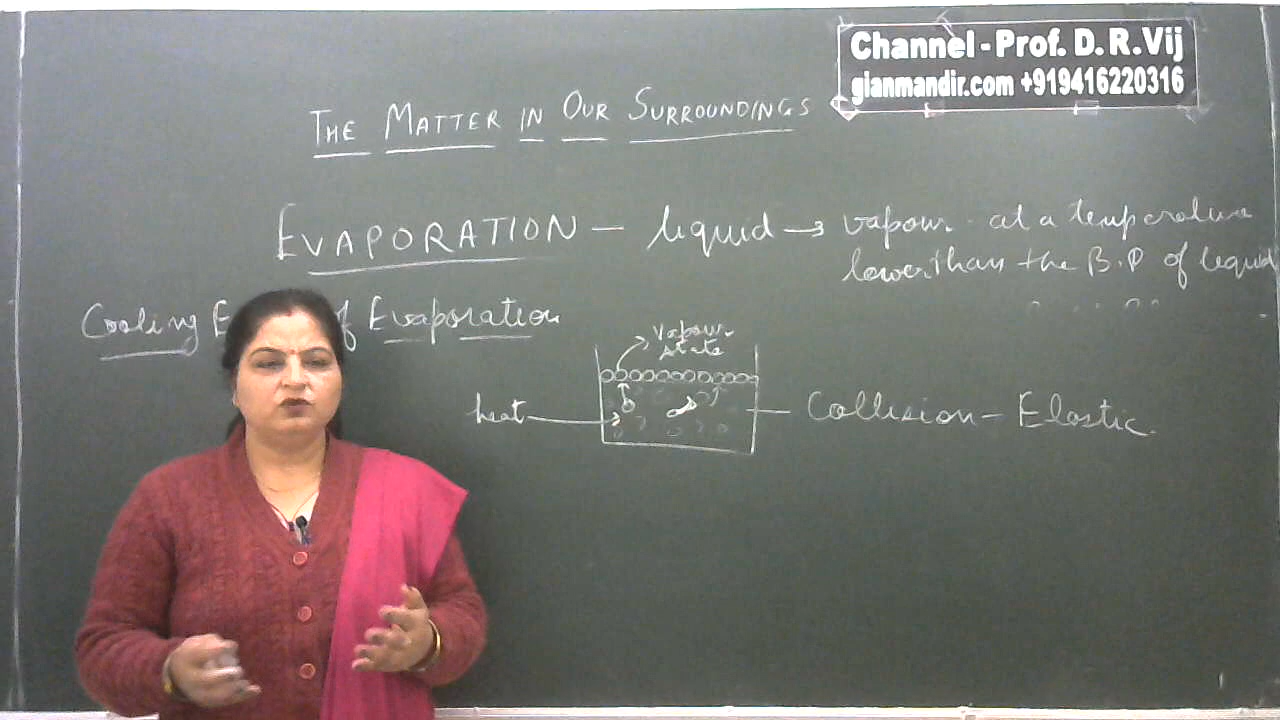 Channel - Prof. D. R. Vij
gianmandir.com +919416220316
THE MATTER IN OUR SURROUNDINGS
EVAPORATION — liquid → vapour at a temperature
lower than the B.P of liquid
Cooling E f Evaporation
vapour
state
heat
Collision - Elastic.